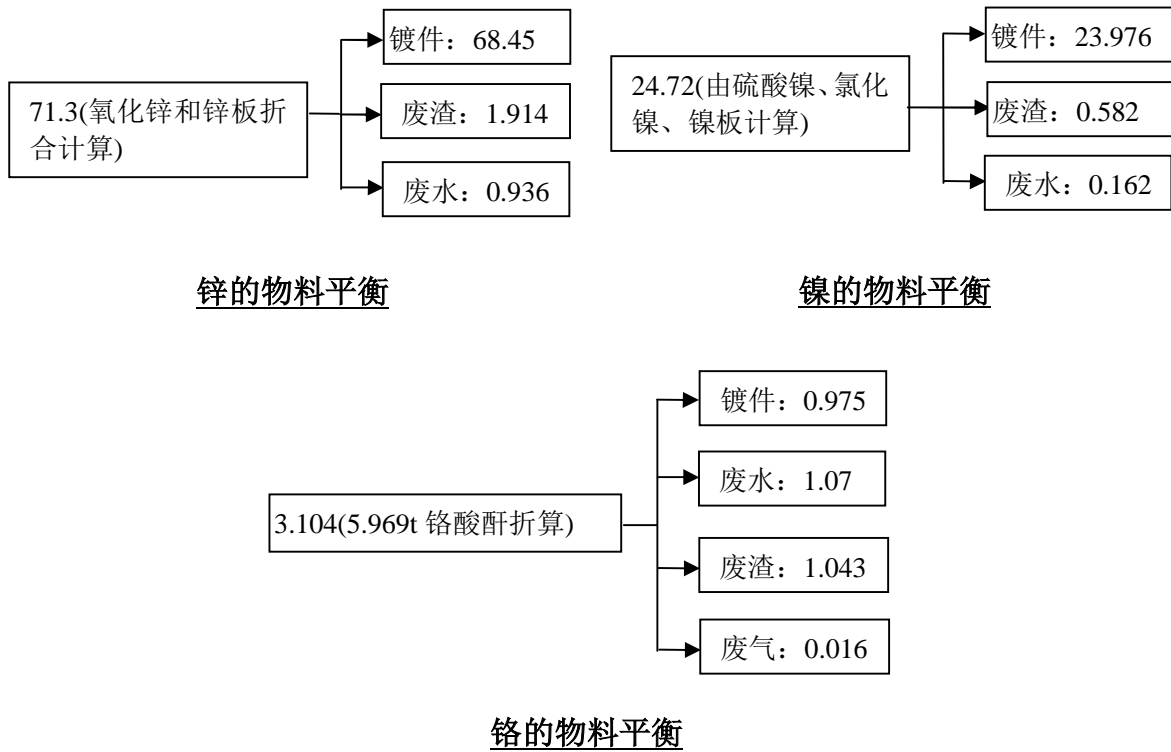 镀件：68.45
71.3(氧化锌和锌板折
合计算)
废渣：1.914
废水：0.936
锌的物料平衡
镀件：23.976
24.72(由硫酸镍、氯化
镍、镍板计算)
废渣：0.582
废水：0.162
镍的物料平衡
镀件：0.975
废水：1.07
3.104(5.969t 铬酸酐折算)
废渣：1.043
废气：0.016
铬的物料平衡